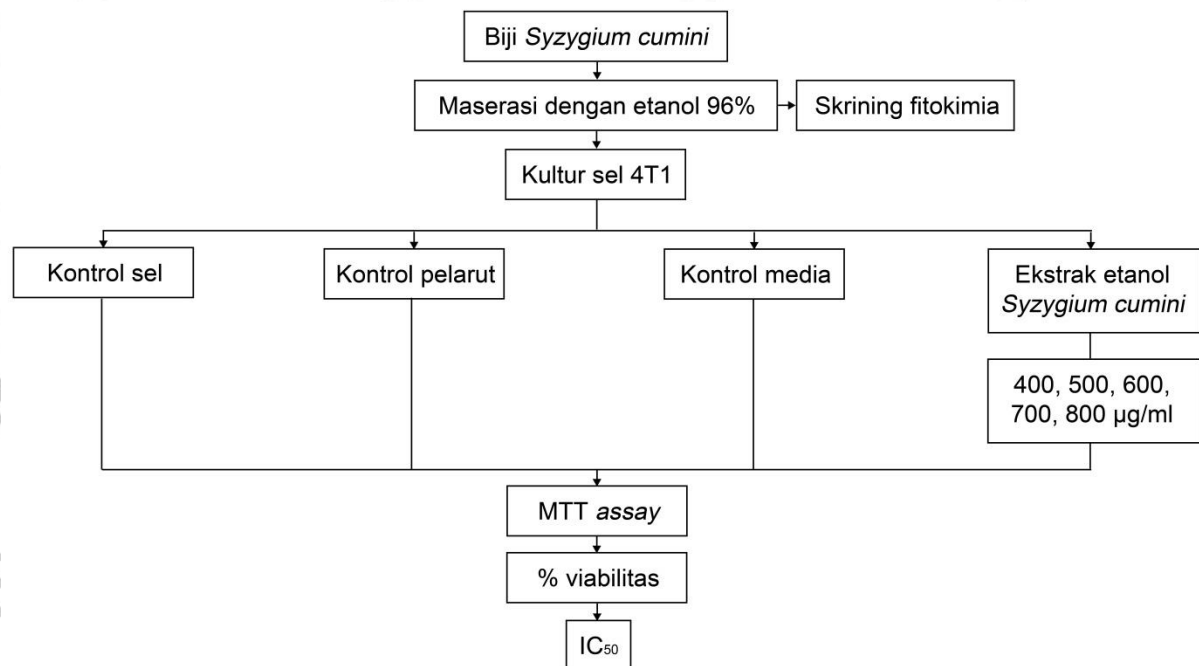 Biji Syzygium cumini
Maserasi dengan etanol 96%
Skrining fitokimia
Kultur sel 4T1
Kontrol sel
Kontrol pelarut
Kontrol media
Ekstrak etanol
Syzygium cumini
400, 500, 600,
700, 800 µg/ml
MTT assay
% viabilitas
IC₅₀